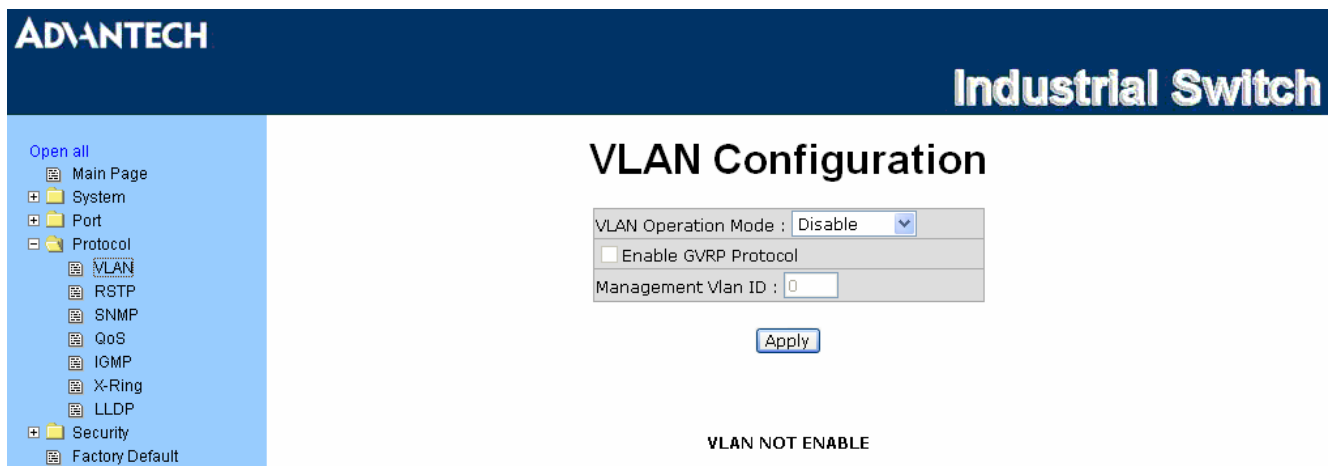 ADVANTECH
Industrial Switch
Open all
Main Page
System
Port
Protocol
VLAN
RSTP
SNMP
QoS
IGMP
X-Ring
LLDP
Security
Factory Default
VLAN Configuration
VLAN Operation Mode : Disable
Enable GVRP Protocol
Management Vlan ID : 0
Apply
VLAN NOT ENABLE